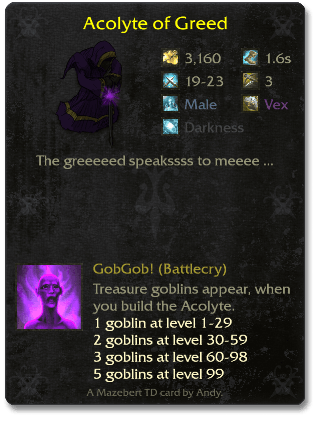 Acolyte of Greed
3,160 1.6s
19-23 3
Male Vex
Darkness
The greeeeed speakssss to meeee ...
GobGob! (Battlecry)
Treasure goblins appear, when
you build the Acolyte.
1 goblin at level 1-29
2 goblins at level 30-59
3 goblins at level 60-98
5 goblins at level 99
A Mazebert TD card by Andy.